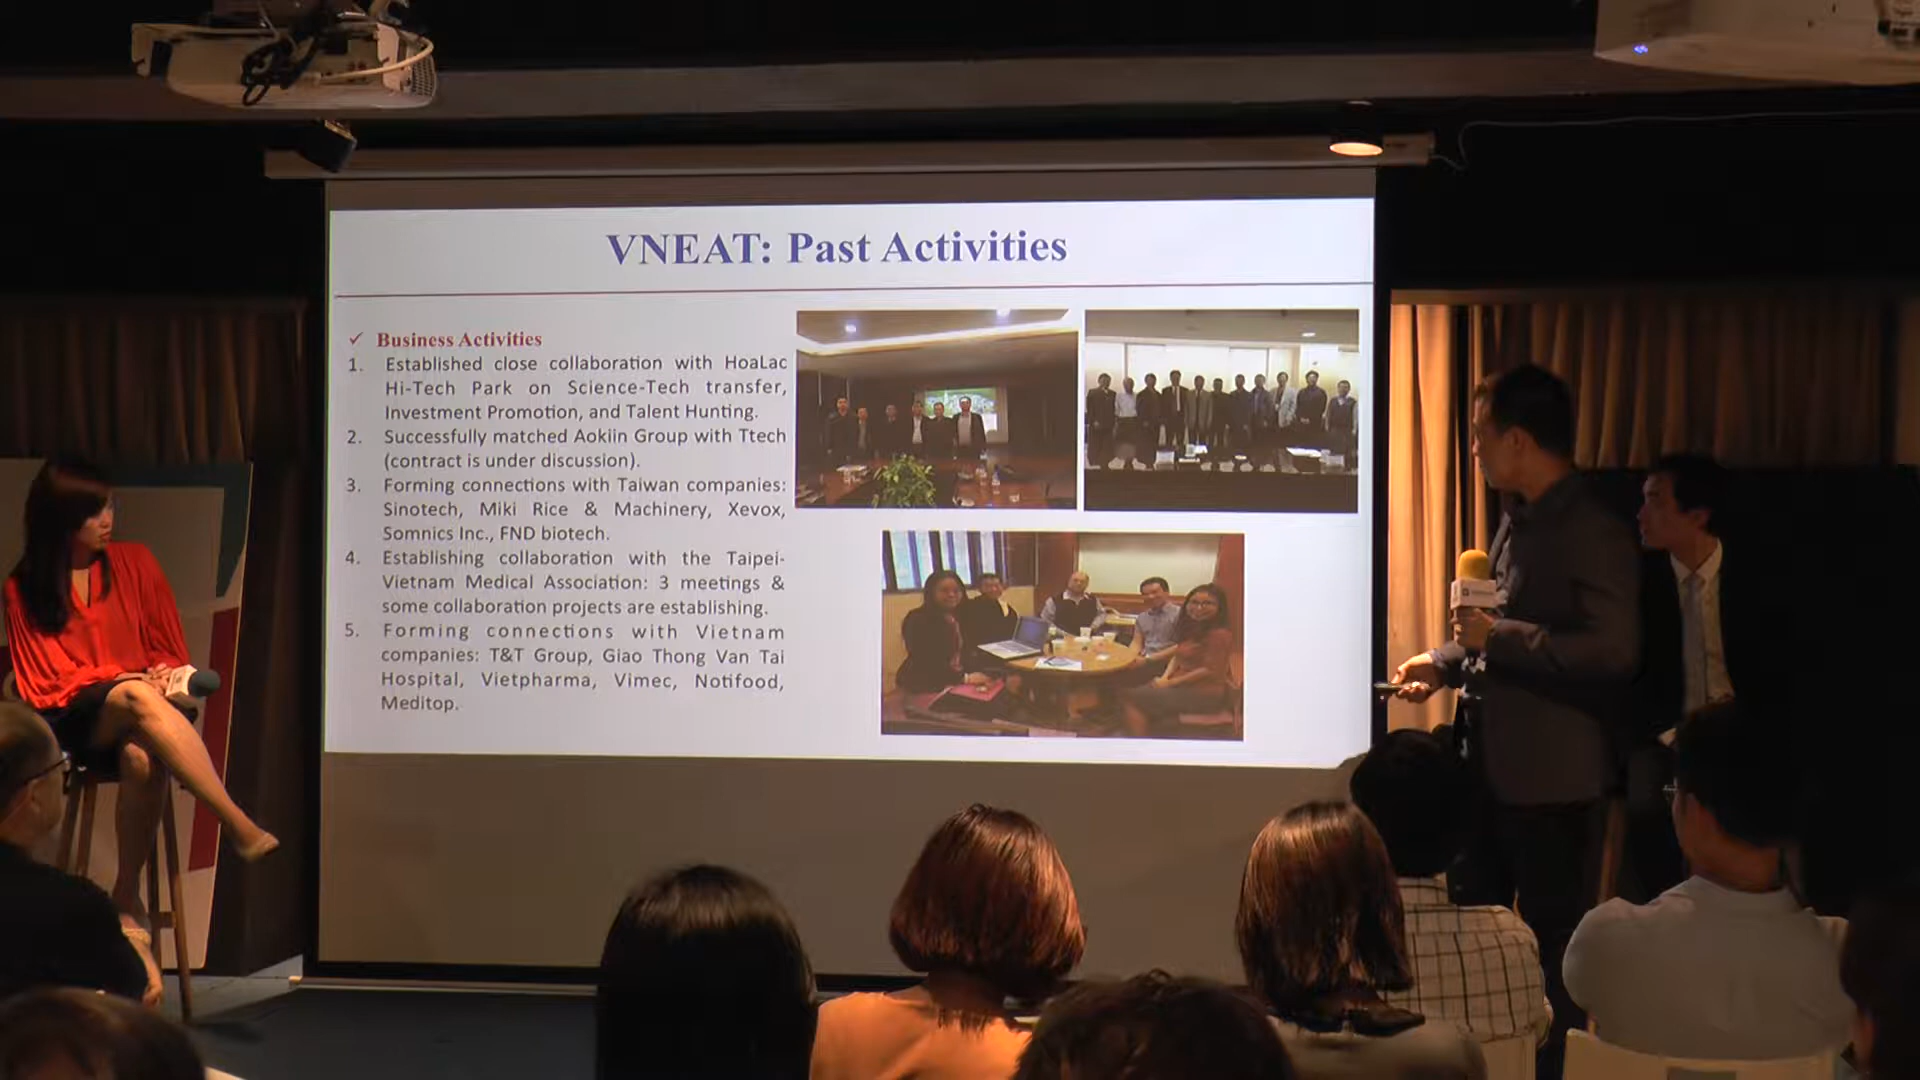 VNEAT: Past Activities
✓ Business Activities
1. Established close collaboration with HoaLac
Hi-Tech Park on Science-Tech transfer,
Investment Promotion, and Talent Hunting.
2. Successfully matched Aokiin Group with Ttech
(contract is under discussion).
3. Forming connections with Taiwan companies:
Sinotech, Miki Rice & Machinery, Xevox,
Somnics Inc., FND biotech.
4. Establishing collaboration with the Taipei-
Vietnam Medical Association: 3 meetings &
some collaboration projects are establishing.
5. Forming connections with Vietnam
companies: T&T Group, Giao Thong Van Tai
Hospital, Vietpharma, Vimec, Notifood,
Meditop.